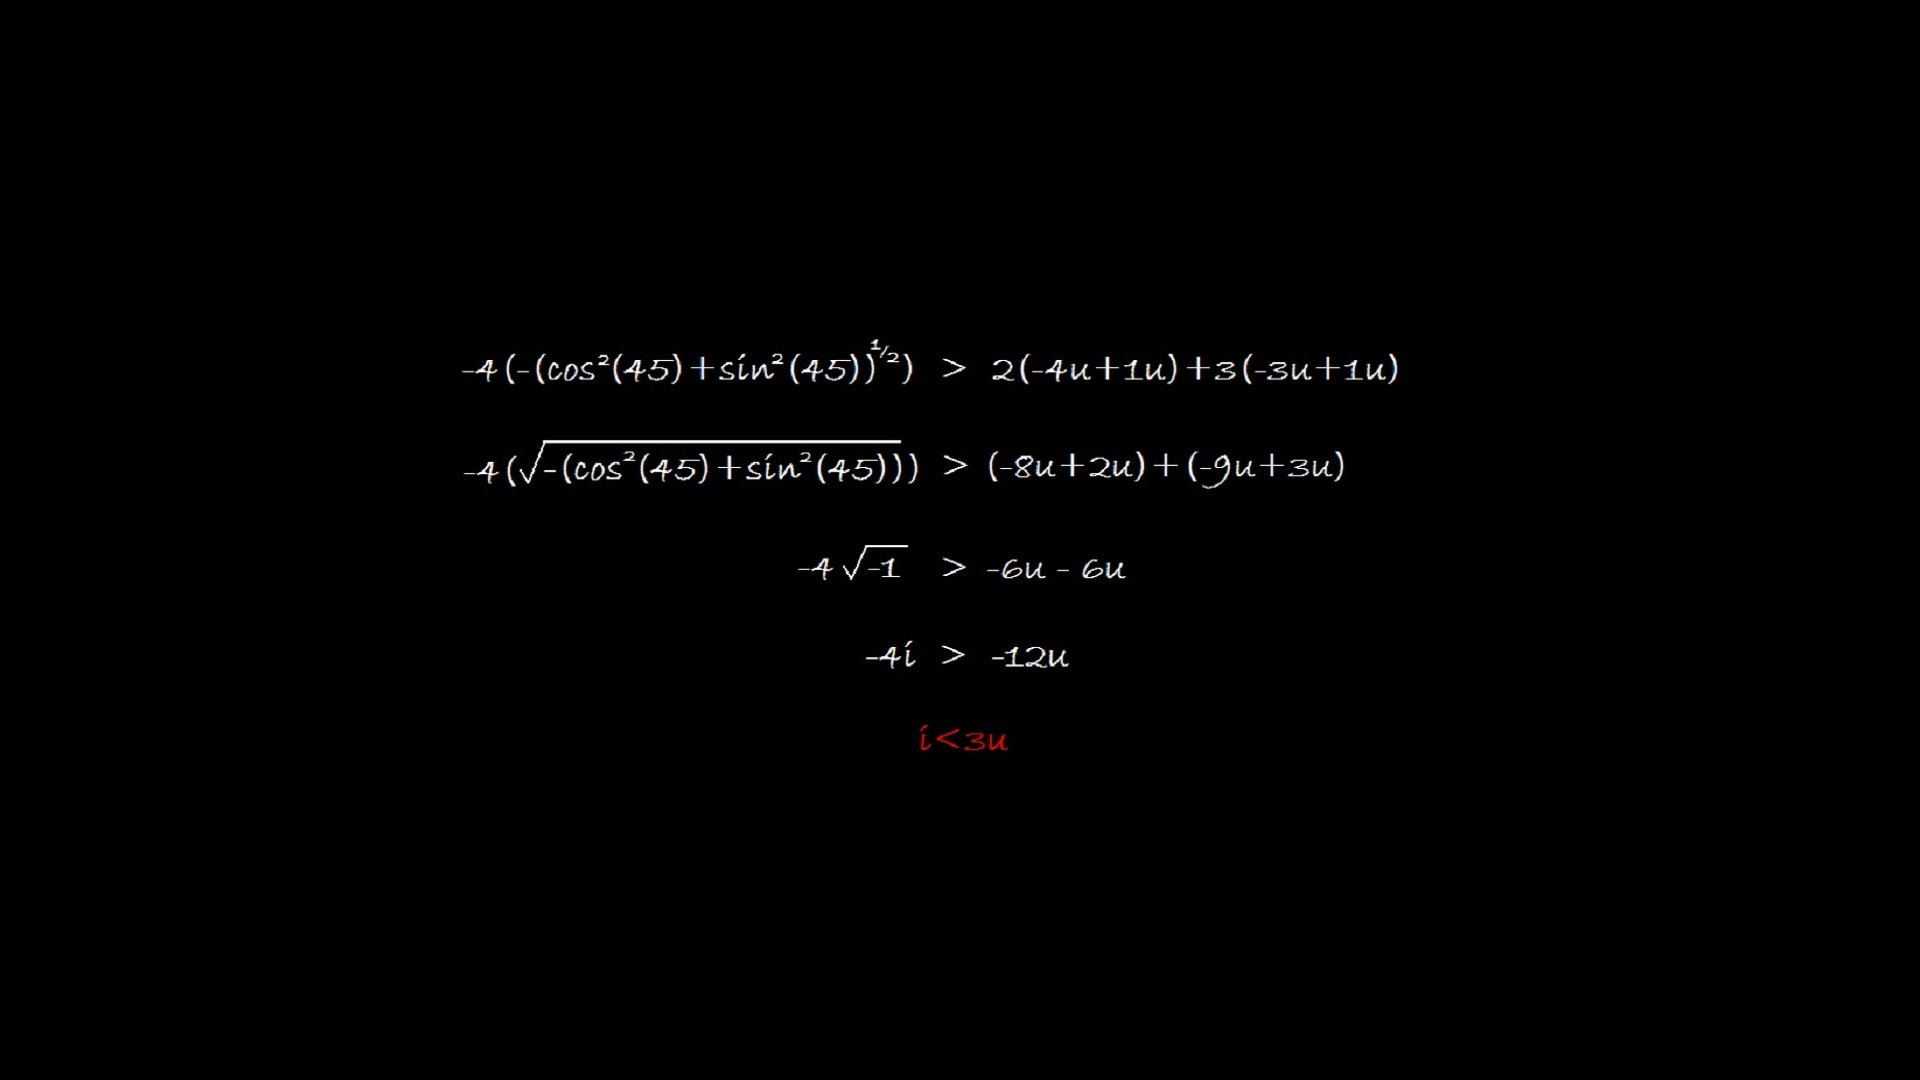 -4(-(cos²(45)+sin²(45))^½) > 2(-4u+1u)+3(-3u+1u)
-4(√-(cos²(45)+sin²(45))) > (-8u+2u)+(-9u+3u)
-4√-1 > -6u - 6u
-4i > -12u
i<3u